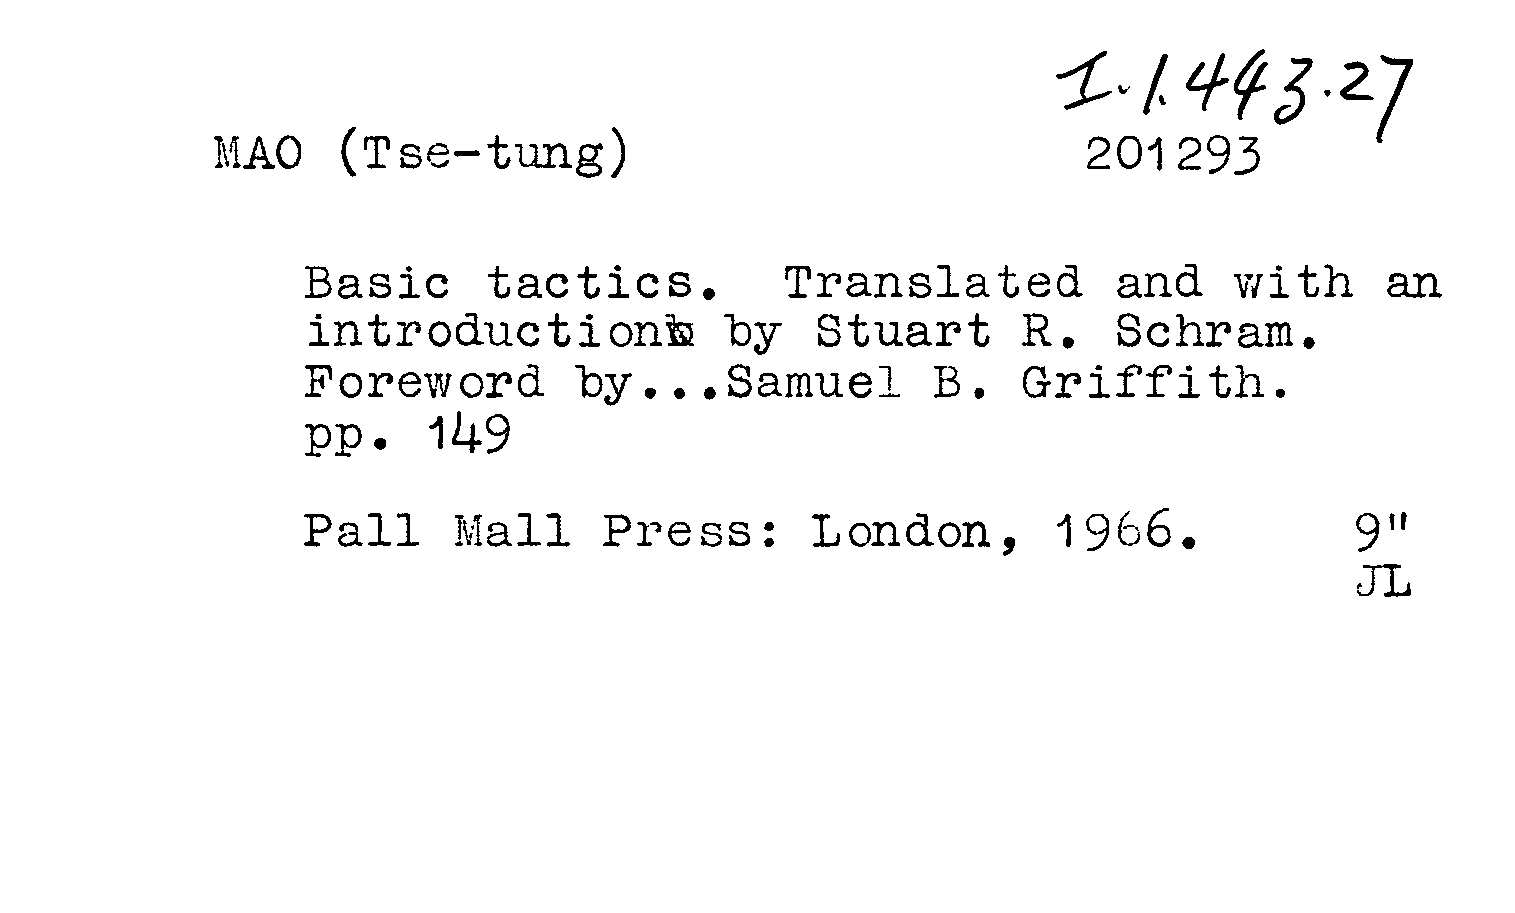 I.1.443.27
MAO (Tse-tung) 201293
Basic tactics. Translated and with an
introduction by Stuart R. Schram.
Foreword by...Samuel B. Griffith.
pp. 149
Pall Mall Press: London, 1966. 9"
JL